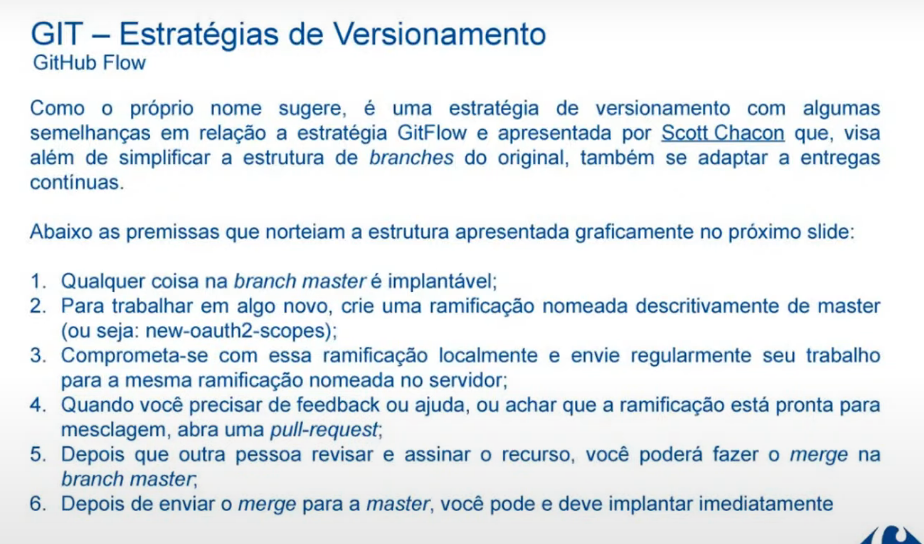 GIT – Estratégias de Versionamento
GitHub Flow
Como o próprio nome sugere, é uma estratégia de versionamento com algumas
semelhanças em relação a estratégia GitFlow e apresentada por Scott Chacon que, visa
além de simplificar a estrutura de branches do original, também se adaptar a entregas
contínuas.
Abaixo as premissas que norteiam a estrutura apresentada graficamente no próximo slide:
1. Qualquer coisa na branch master é implantável;
2. Para trabalhar em algo novo, crie uma ramificação nomeada descritivamente de master
(ou seja: new-oauth2-scopes);
3. Comprometa-se com essa ramificação localmente e envie regularmente seu trabalho
para a mesma ramificação nomeada no servidor;
4. Quando você precisar de feedback ou ajuda, ou achar que a ramificação está pronta para
mesclagem, abra uma pull-request;
5. Depois que outra pessoa revisar e assinar o recurso, você poderá fazer o merge na
branch master;
6. Depois de enviar o merge para a master, você pode e deve implantar imediatamente